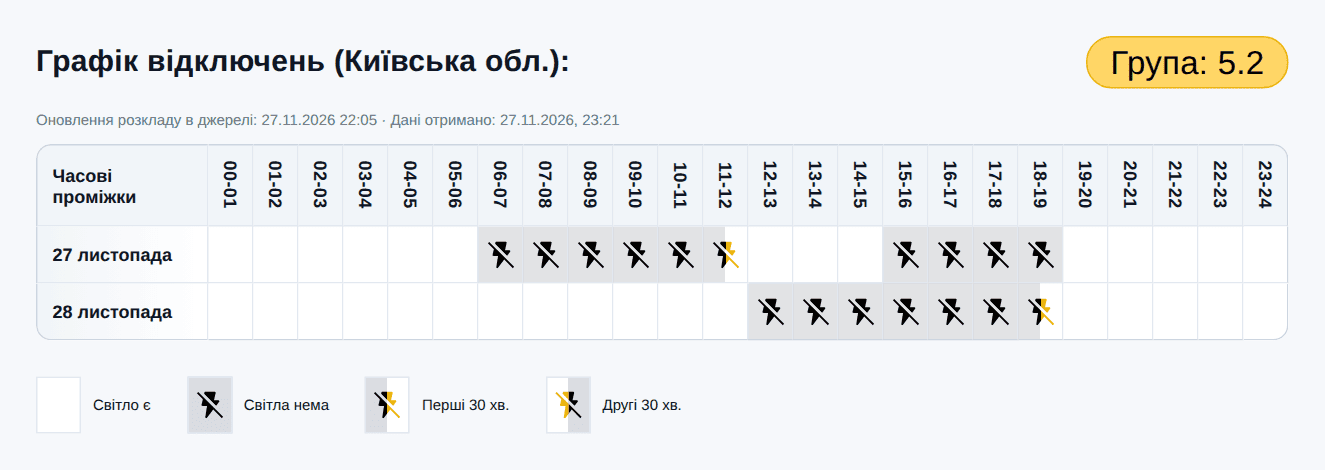 Графік відключень (Київська обл.):
Група: 5.2
Оновлення розкладу в джерелі: 27.11.2026 22:05 · Дані отримано: 27.11.2026, 23:21
Часові
проміжки
00-01
01-02
02-03
03-04
04-05
05-06
06-07
07-08
08-09
09-10
10-11
11-12
12-13
13-14
14-15
15-16
16-17
17-18
18-19
19-20
20-21
21-22
22-23
23-24
27 листопада
28 листопада
Світло є
Світла нема
Перші 30 хв.
Другі 30 хв.